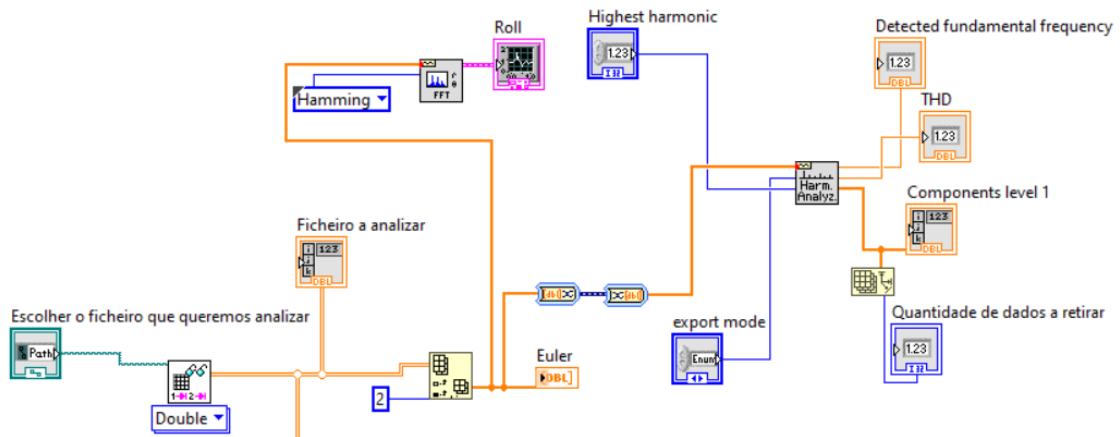 Highest harmonic
Roll
Detected fundamental frequency
1.23
I32
1.23
DBL
FFT
Hamming
THD
1.23
DBL
Harm.
Analyz.
Components level 1
123
DBL
Ficheiro a analizar
123
DBL
Escolher o ficheiro que queremos analizar
Path
export mode
Enum
Quantidade de dados a retirar
1.23
I32
Euler
DBL
1 2
2
Double